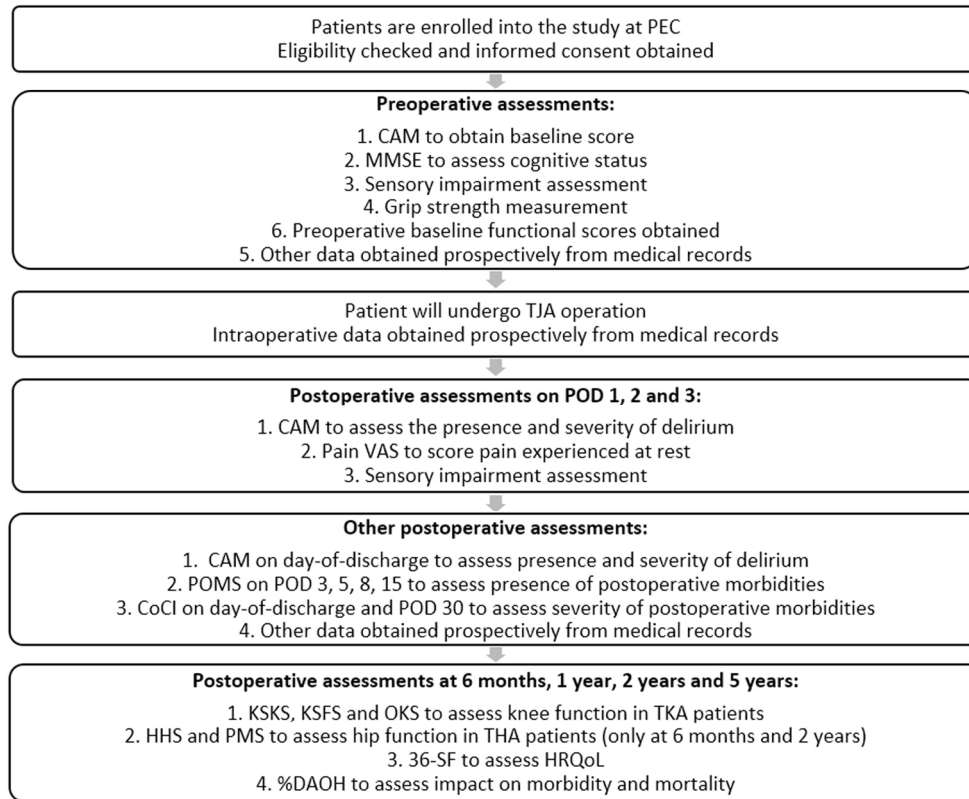 Patients are enrolled into the study at PEC
Eligibility checked and informed consent obtained
Preoperative assessments:
1. CAM to obtain baseline score
2. MMSE to assess cognitive status
3. Sensory impairment assessment
4. Grip strength measurement
6. Preoperative baseline functional scores obtained
5. Other data obtained prospectively from medical records
Patient will undergo TJA operation
Intraoperative data obtained prospectively from medical records
Postoperative assessments on POD 1, 2 and 3:
1. CAM to assess the presence and severity of delirium
2. Pain VAS to score pain experienced at rest
3. Sensory impairment assessment
Other postoperative assessments:
1. CAM on day-of-discharge to assess presence and severity of delirium
2. POMS on POD 3, 5, 8, 15 to assess presence of postoperative morbidities
3. CoCI on day-of-discharge and POD 30 to assess severity of postoperative morbidities
4. Other data obtained prospectively from medical records
Postoperative assessments at 6 months, 1 year, 2 years and 5 years:
1. KSKS, KSFS and OKS to assess knee function in TKA patients
2. HHS and PMS to assess hip function in THA patients (only at 6 months and 2 years)
3. 36-SF to assess HRQoL
4. %DAOH to assess impact on morbidity and mortality